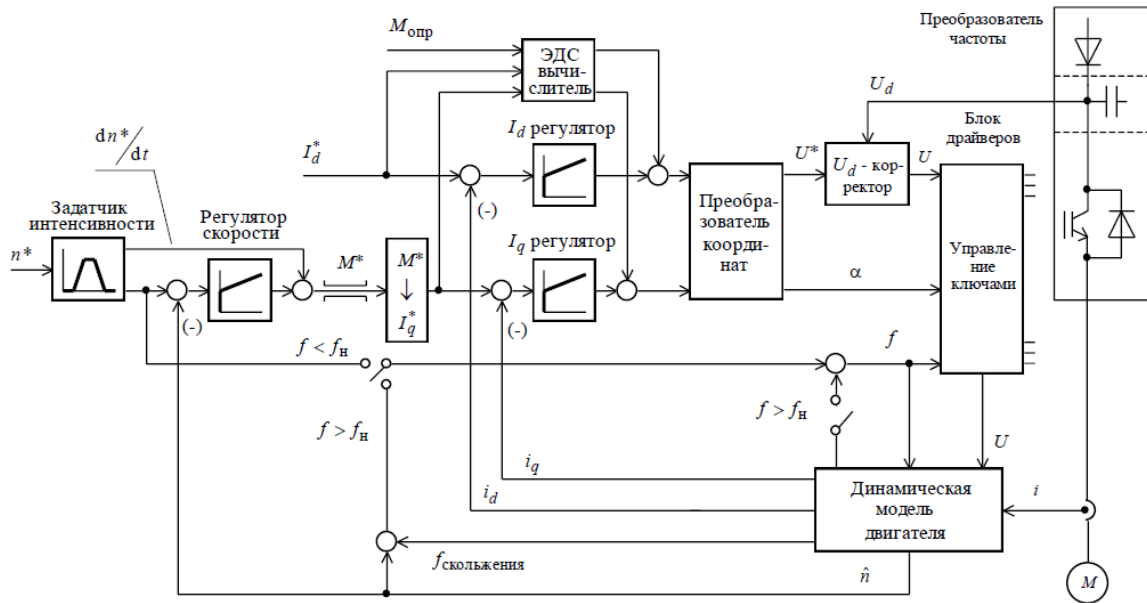 Преобразователь
частоты
M опр
ЭДС
вычи-
слитель
U_d
Блок
драйверов
dn*/dt
I_d*
I_d регулятор
(-)
U*
U_d - кор-
ректор
U
Задатчик
интенсивности
Регулятор
скорости
Преобра-
зователь
коорди-
нат
I_q регулятор
n*
M*
M*
↓
I_q*
Управле-
ние
ключами
α
(-)
(-)
f < f_н
f
f > f_н
f > f_н
U
i_q
i_d
Динамическая
модель
двигателя
i
f скольжения
n̂
M